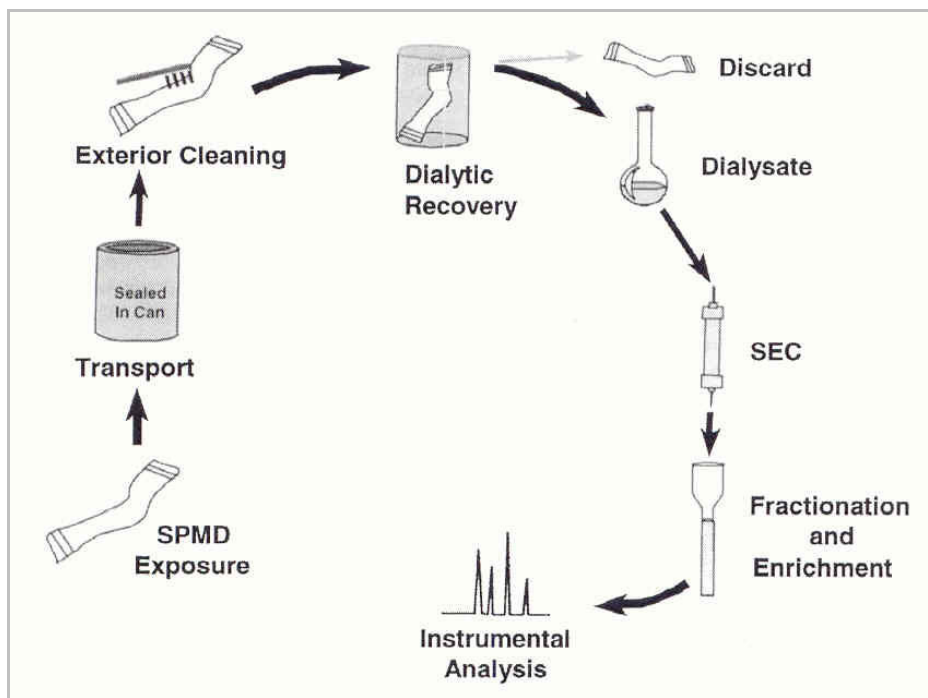 SPMD
Exposure
Transport
Sealed
In Can
Exterior Cleaning
Dialytic
Recovery
Discard
Dialysate
SEC
Fractionation
and
Enrichment
Instrumental
Analysis